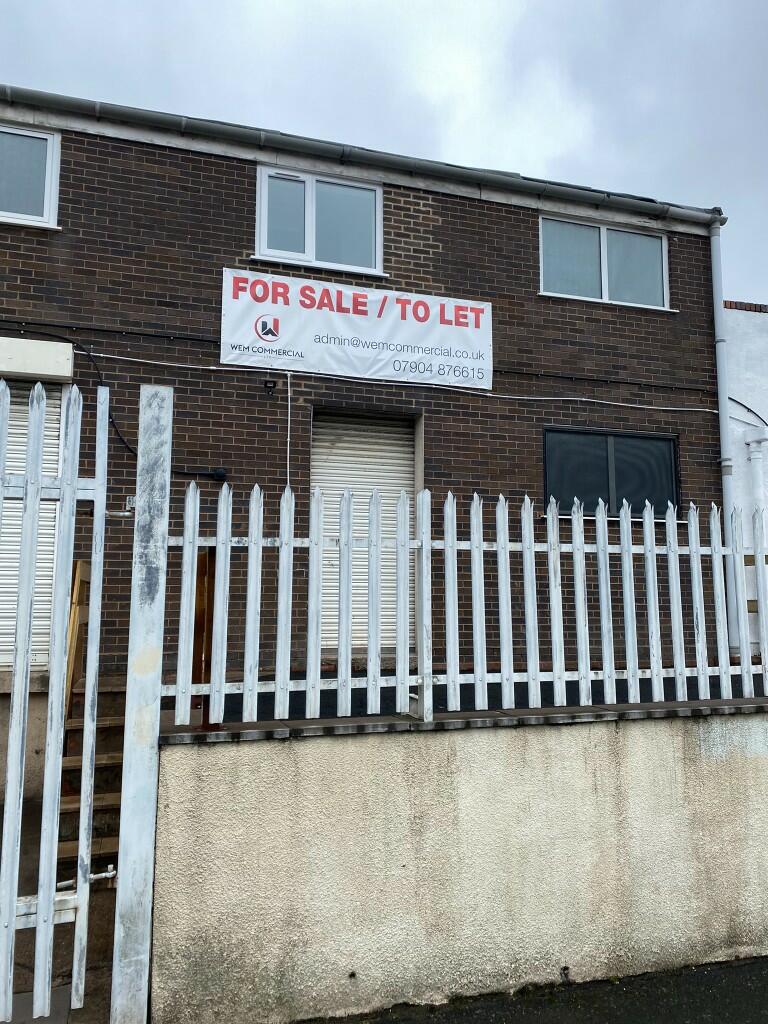 FOR SALE / TO LET
WEM COMMERCIAL
admin@wemcommercial.co.uk
07904 876615